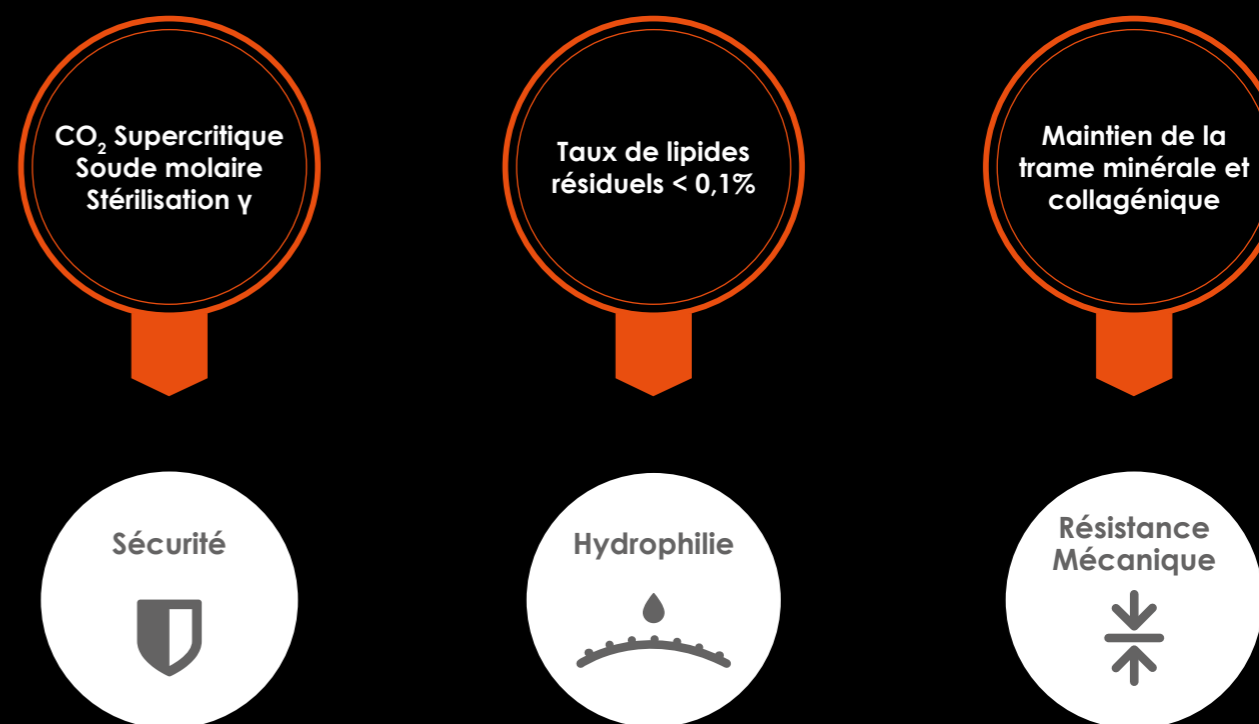 CO₂ Supercritique
Soude molaire
Stérilisation γ
Taux de lipides
résiduels < 0,1%
Maintien de la
trame minérale et
collagénique
Sécurité
Hydrophilie
Résistance
Mécanique